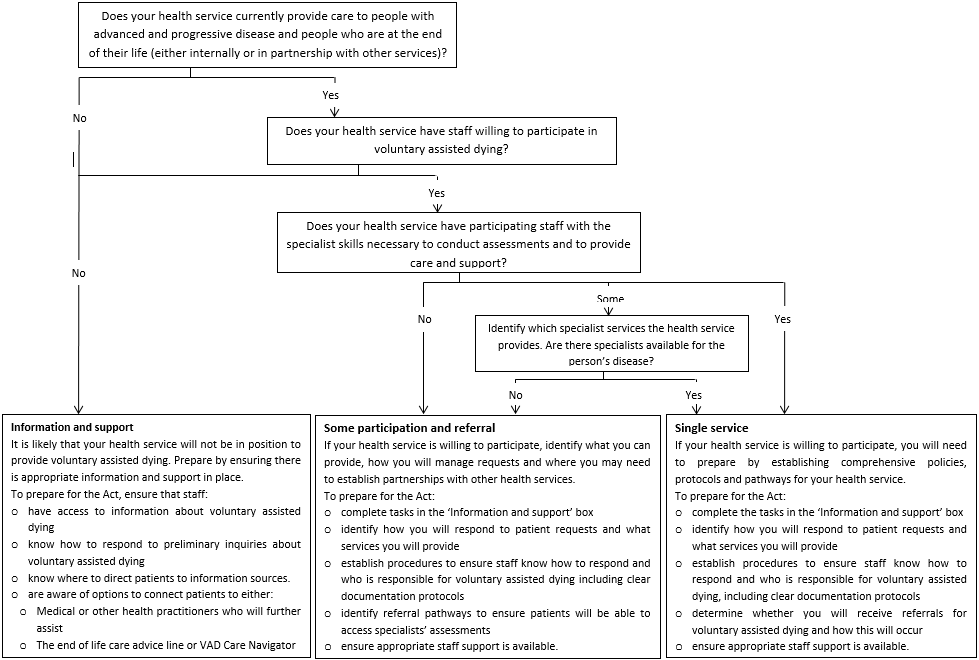 Does your health service currently provide care to people with
advanced and progressive disease and people who are at the end
of their life (either internally or in partnership with other services)?
Yes
No
Does your health service have staff willing to participate in
voluntary assisted dying?
Yes
Does your health service have participating staff with the
specialist skills necessary to conduct assessments and to provide
care and support?
No
Some
No
Yes
Identify which specialist services the health service
provides. Are there specialists available for the
person's disease?
No
Yes
Information and support
It is likely that your health service will not be in position to
provide voluntary assisted dying. Prepare by ensuring there
is appropriate information and support in place.
To prepare for the Act, ensure that staff:
o have access to information about voluntary assisted
dying
o know how to respond to preliminary inquiries about
voluntary assisted dying
o know where to direct patients to information sources.
o are aware of options to connect patients to either:
o Medical or other health practitioners who will further
assist
o The end of life care advice line or VAD Care Navigator
Some participation and referral
If your health service is willing to participate, identify what you can
provide, how you will manage requests and where you may need
to establish partnerships with other health services.
To prepare for the Act:
o complete tasks in the 'Information and support' box
o identify how you will respond to patient requests and what
services you will provide
o establish procedures to ensure staff know how to respond and
who is responsible for voluntary assisted dying including clear
documentation protocols
o identify referral pathways to ensure patients will be able to
access specialists' assessments
o ensure appropriate staff support is available.
Single service
If your health service is willing to participate, you will need
to prepare by establishing comprehensive policies,
protocols and pathways for your health service.
To prepare for the Act:
o complete the tasks in the 'Information and support' box
o identify how you will respond to patient requests and
what services you will provide
o establish procedures to ensure staff know how to
respond and who is responsible for voluntary assisted
dying, including clear documentation protocols
o determine whether you will receive referrals for
voluntary assisted dying and how this will occur
o ensure appropriate staff support is available.